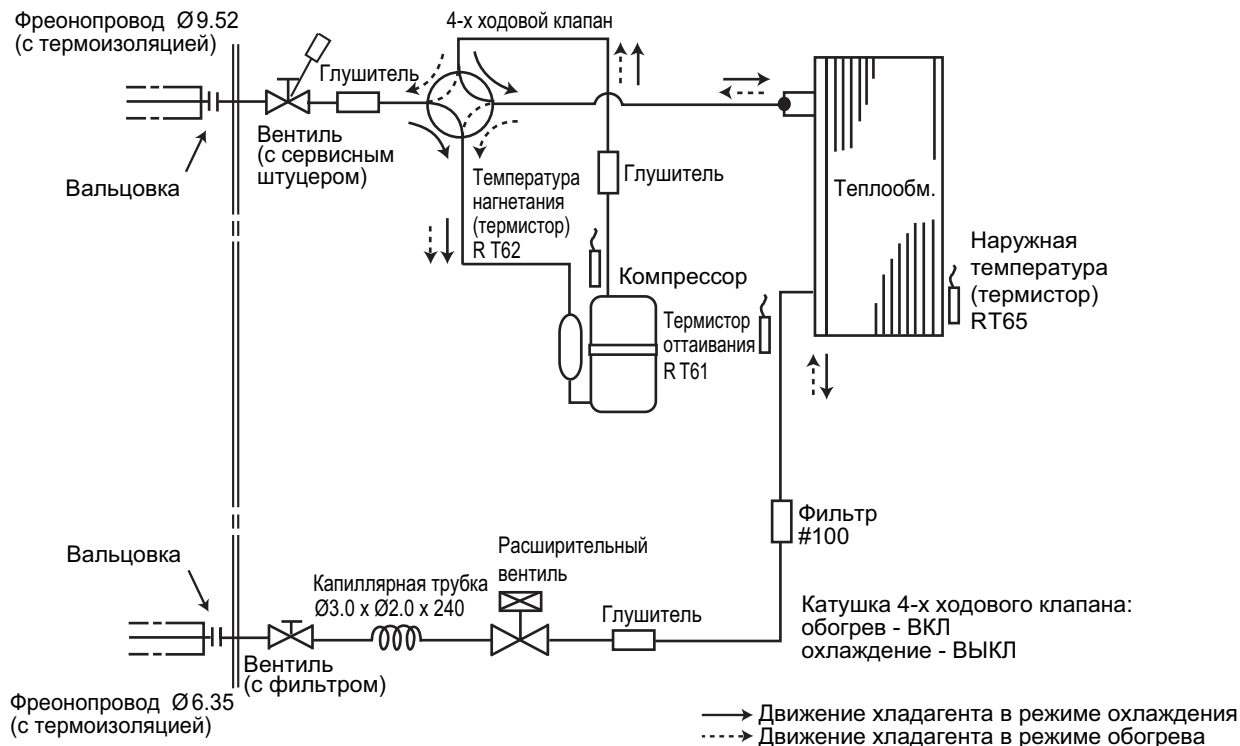 Фреонопровод Ø9.52
(с термоизоляцией)
4-х ходовой клапан
Глушитель
Вентиль
(с сервисным
штуцером)
Вальцовка
Температура
нагнетания
(термистор)
R T62
Глушитель
Теплообм.
Наружная
температура
(термистор)
RT65
Компрессор
Термистор
оттаивания
R T61
Фильтр
#100
Вальцовка
Расширительный
вентиль
Капиллярная трубка
Ø3.0 x Ø2.0 x 240
Глушитель
Катушка 4-х ходового клапана:
обогрев - ВКЛ
охлаждение - ВЫКЛ
Вентиль
(с фильтром)
Фреонопровод Ø6.35
(с термоизоляцией)
Движение хладагента в режиме охлаждения
Движение хладагента в режиме обогрева